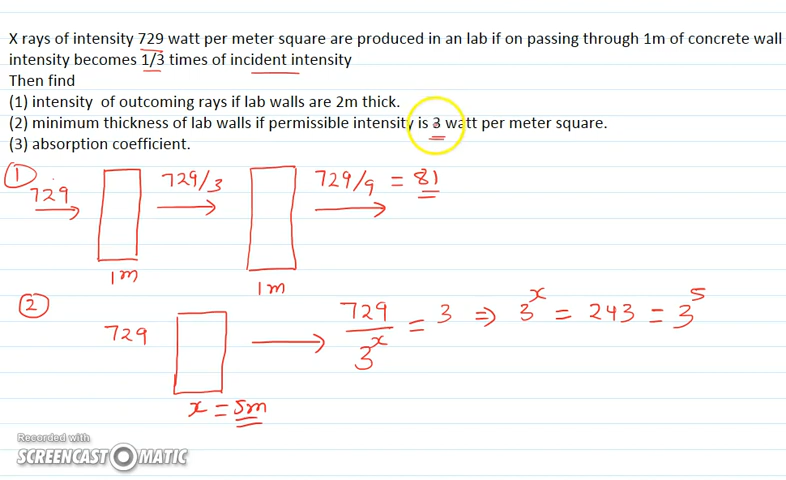 X rays of intensity 729 watt per meter square are produced in an lab if on passing through 1m of concrete wall
intensity becomes 1/3 times of incident intensity
Then find
(1) intensity of outcoming rays if lab walls are 2m thick.
(2) minimum thickness of lab walls if permissible intensity is 3 watt per meter square.
(3) absorption coefficient.
1 729 729/3 729/9 = 81
1m 1m
2 729 729/3^x = 3 ⇒ 3^x = 243 = 3^5
x = 5m
Recorded with
SCREENCAST MATIC